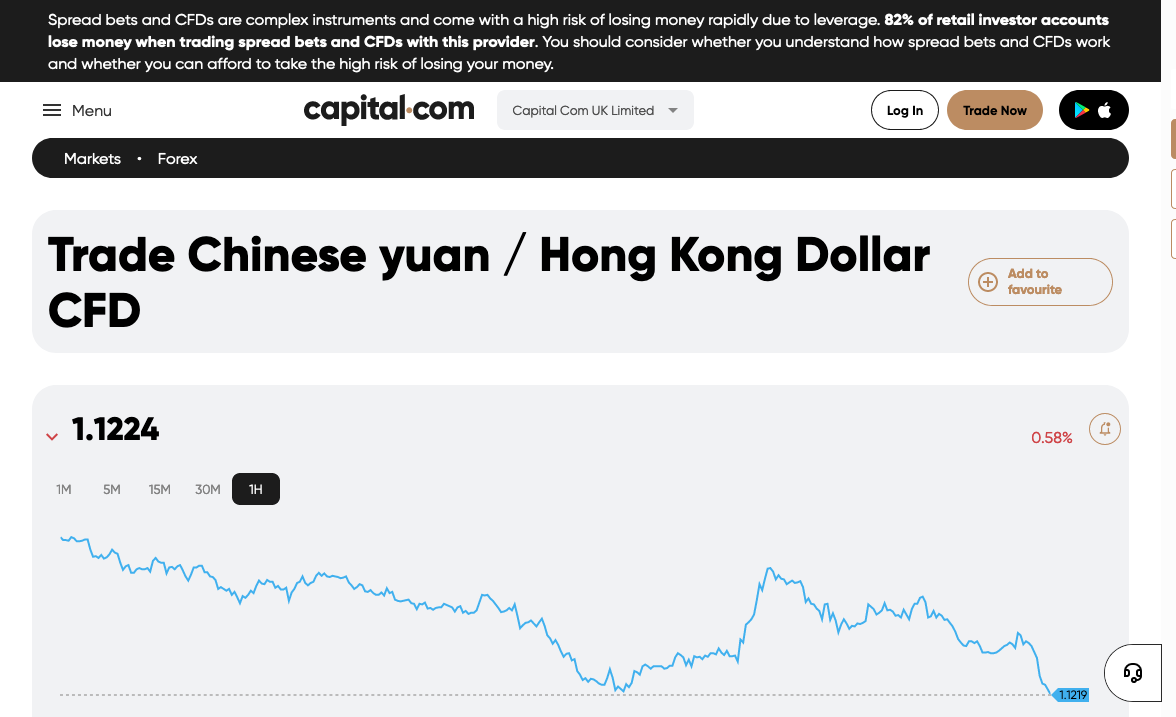 Spread bets and CFDs are complex instruments and come with a high risk of losing money rapidly due to leverage. 82% of retail investor accounts
lose money when trading spread bets and CFDs with this provider. You should consider whether you understand how spread bets and CFDs work
and whether you can afford to take the high risk of losing your money.
Menu
capital.com
Capital Com UK Limited
Log In
Trade Now
Markets • Forex
Trade Chinese yuan / Hong Kong Dollar
CFD
Add to
favourite
1.1224
0.58%
1M 5M 15M 30M 1H
1.1219